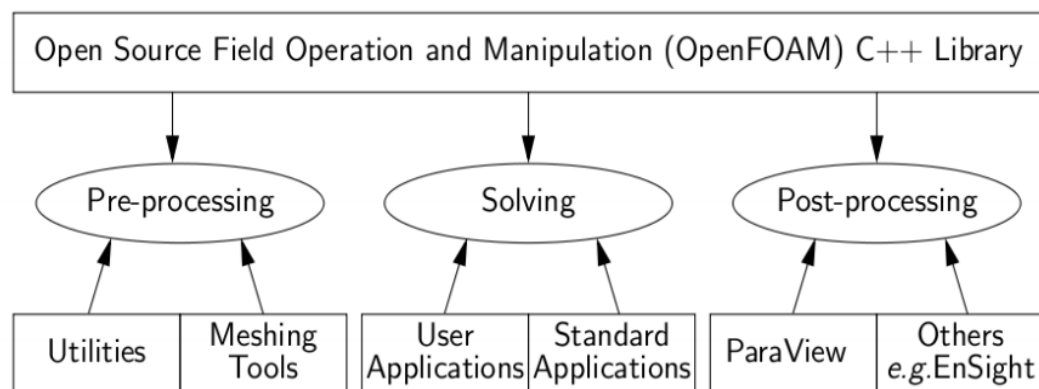 Open Source Field Operation and Manipulation (OpenFOAM) C++ Library
Pre-processing
Solving
Post-processing
Utilities
Meshing
Tools
User
Applications
Standard
Applications
ParaView
Others
e.g.EnSight